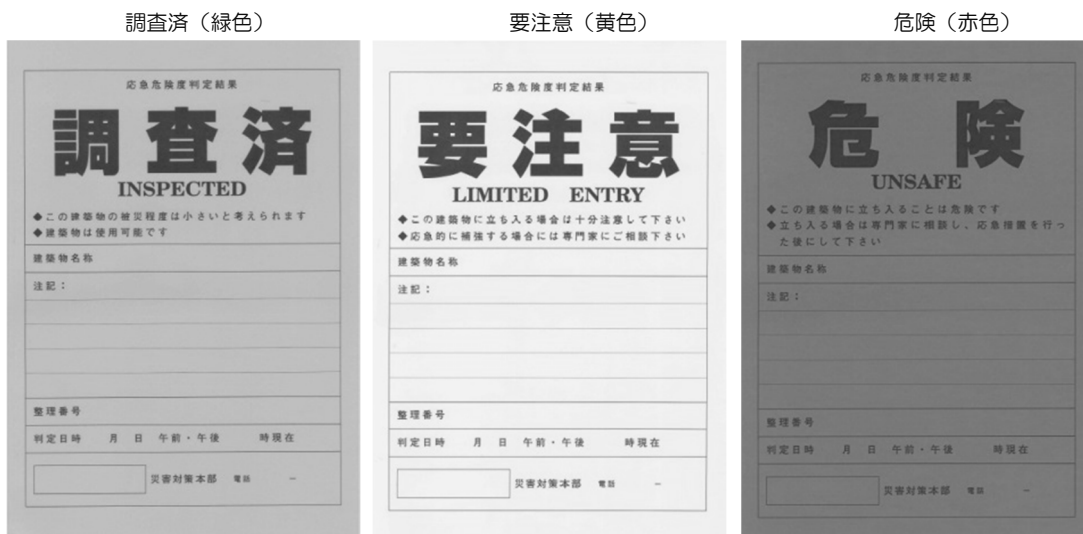 調査済（緑色）
応急危険度判定結果
調査済
INSPECTED
◆この建築物の被災程度は小さいと考えられます
◆建築物は使用可能です
建築物名称
注記：
整理番号
判定日時 月 日 午前・午後 時現在
災害対策本部 電話 －
要注意（黄色）
応急危険度判定結果
要注意
LIMITED ENTRY
◆この建築物に立ち入る場合は十分注意して下さい
◆応急的に補強する場合には専門家にご相談下さい
建築物名称
注記：
整理番号
判定日時 月 日 午前・午後 時現在
災害対策本部 電話 －
危険（赤色）
応急危険度判定結果
危険
UNSAFE
◆この建築物に立ち入ることは危険です
◆立ち入る場合は専門家に相談し、応急措置を行っ
た後にして下さい
建築物名称
注記：
整理番号
判定日時 月 日 午前・午後 時現在
災害対策本部 電話 －